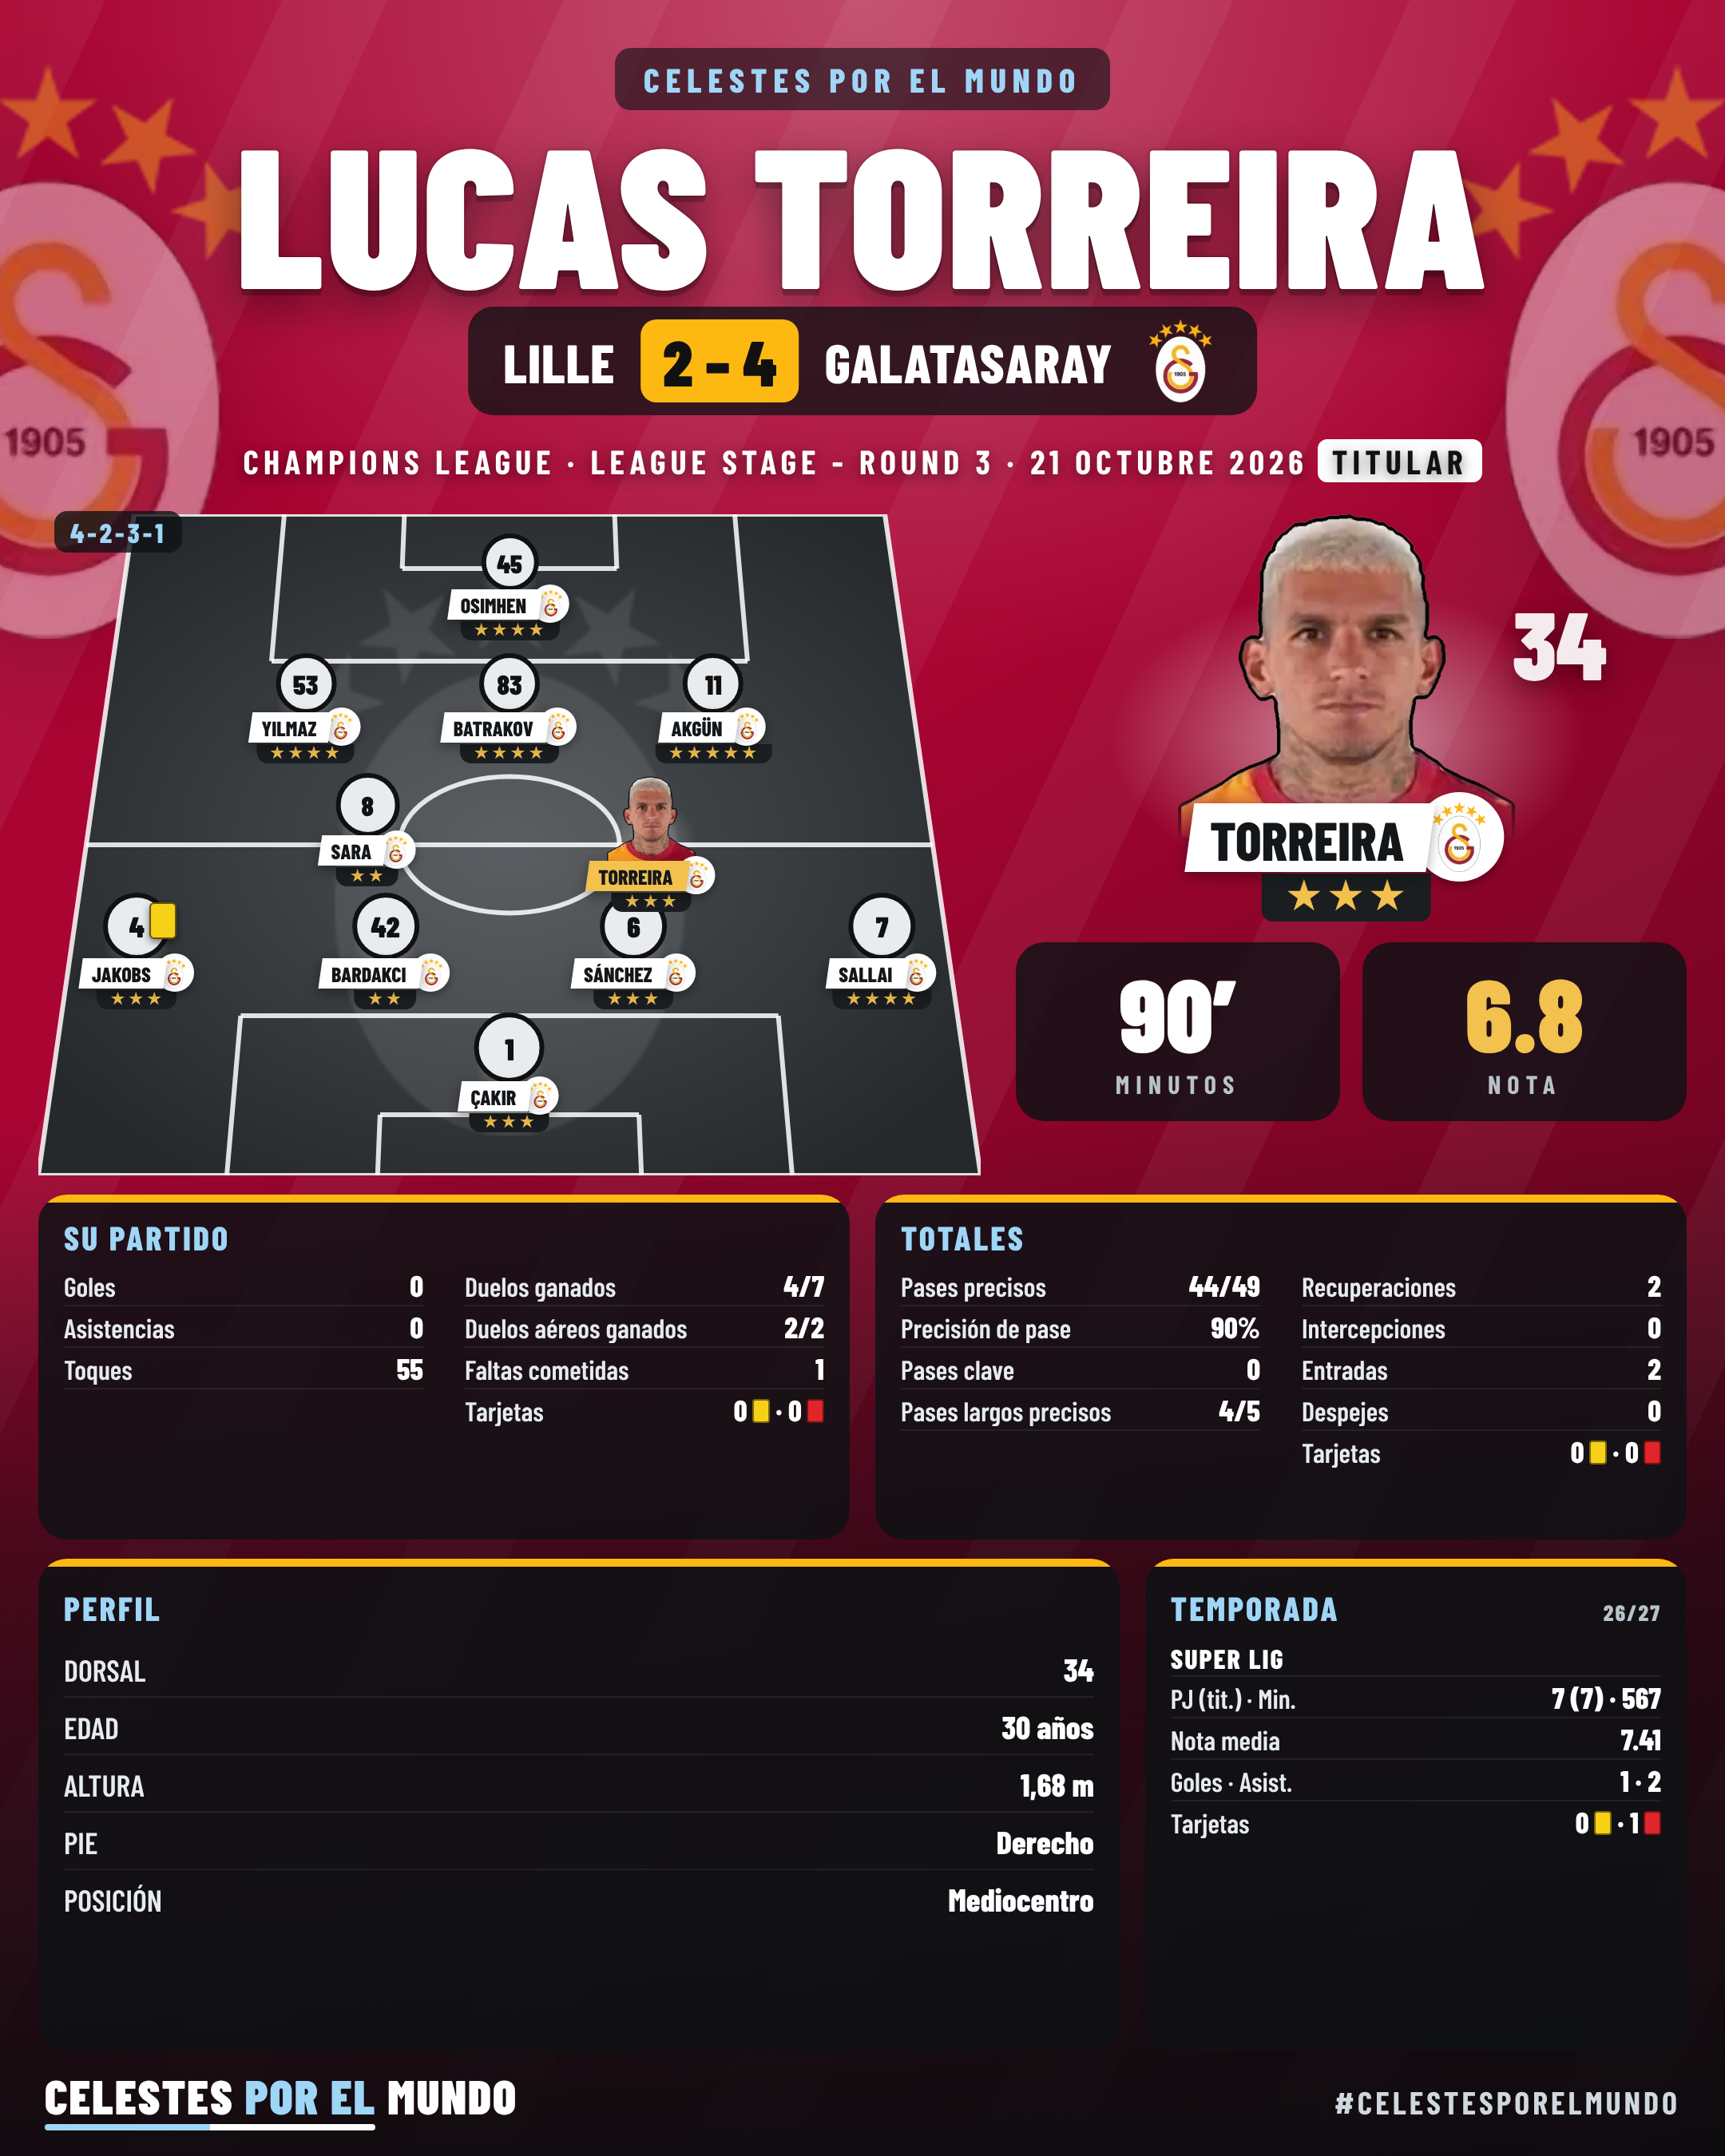 CELESTES POR EL MUNDO
LUCAS TORREIRA
LILLE 2 - 4 GALATASARAY 1905
1905
1905
CHAMPIONS LEAGUE · LEAGUE STAGE - ROUND 3 · 21 OCTUBRE 2026 TITULAR
4-2-3-1
45
OSIMHEN
53 83 11
YILMAZ BATRAKOV AKGÜN
8
SARA
TORREIRA
4 42 6 7
JAKOBS BARDAKCI SÁNCHEZ SALLAI
1
ÇAKIR
34
TORREIRA 1905
90’ 6.8
MINUTOS NOTA
SU PARTIDO
Goles 0 Duelos ganados 4/7
Asistencias 0 Duelos aéreos ganados 2/2
Toques 55 Faltas cometidas 1
Tarjetas 0 · 0
TOTALES
Pases precisos 44/49 Recuperaciones 2
Precisión de pase 90% Intercepciones 0
Pases clave 0 Entradas 2
Pases largos precisos 4/5 Despejes 0
Tarjetas 0 · 0
PERFIL
DORSAL 34
EDAD 30 años
ALTURA 1,68 m
PIE Derecho
POSICIÓN Mediocentro
TEMPORADA 26/27
SUPER LIG
PJ (tit.) · Min. 7 (7) · 567
Nota media 7.41
Goles · Asist. 1 · 2
Tarjetas 0 · 1
CELESTES POR EL MUNDO
#CELESTESPORELMUNDO